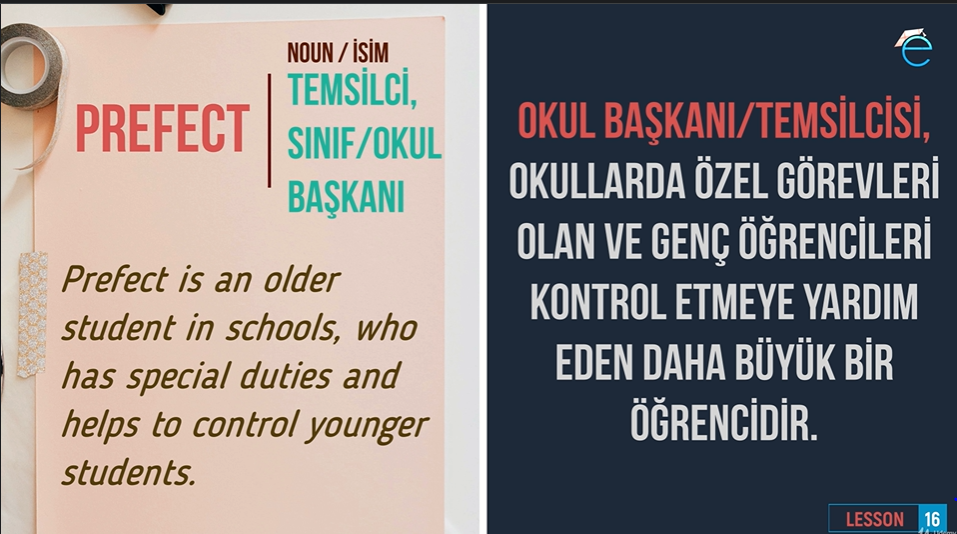 PREFECT
NOUN / İSİM
TEMSİLCİ,
SINIF/OKUL
BAŞKANI
Prefect is an older
student in schools, who
has special duties and
helps to control younger
students.
OKUL BAŞKANI/TEMSİLCİSİ,
OKULLARDA ÖZEL GÖREVLERİ
OLAN VE GENÇ ÖĞRENCİLERİ
KONTROL ETMEYE YARDIM
EDEN DAHA BÜYÜK BİR
ÖĞRENCİDİR.
LESSON 16